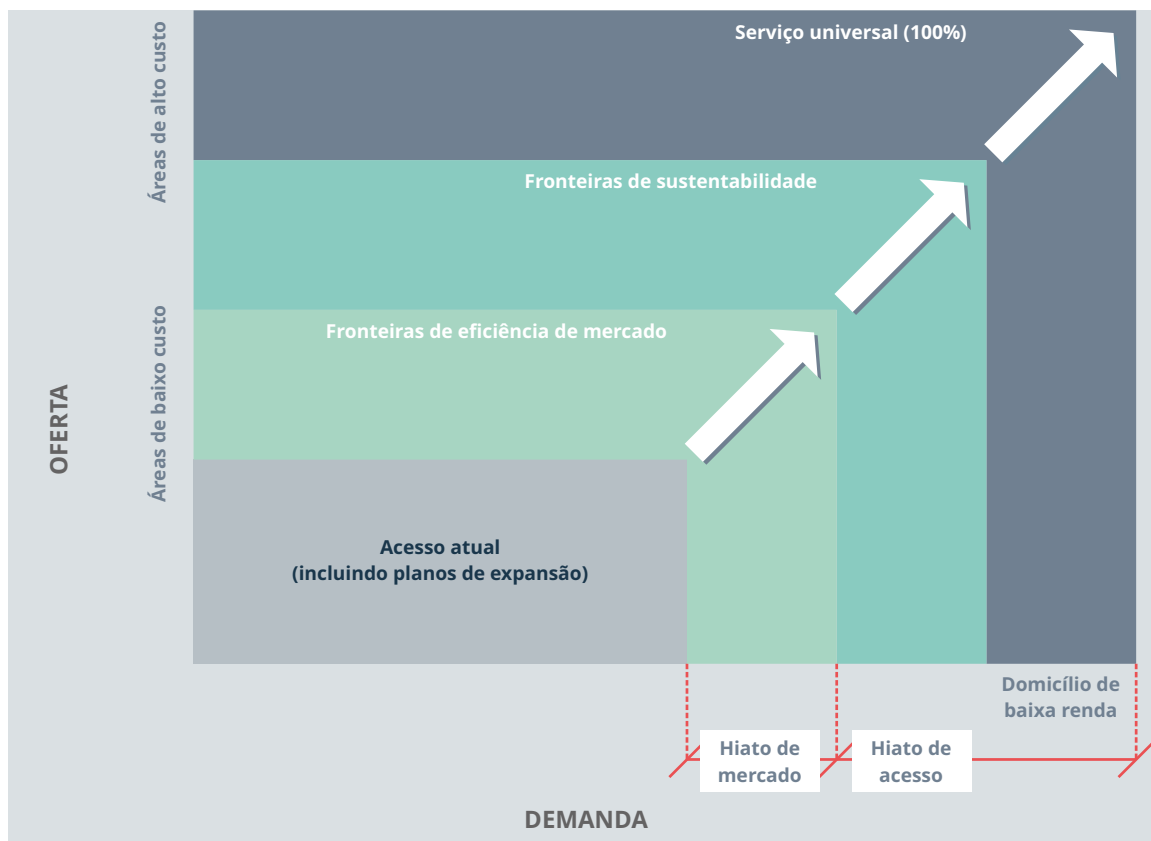 Serviço universal (100%)
Áreas de alto custo
Fronteiras de sustentabilidade
Fronteiras de eficiência de mercado
Áreas de baixo custo
OFERTA
Acesso atual
(incluindo planos de expansão)
Domicílio de
baixa renda
Hiato de
mercado
Hiato de
acesso
DEMANDA